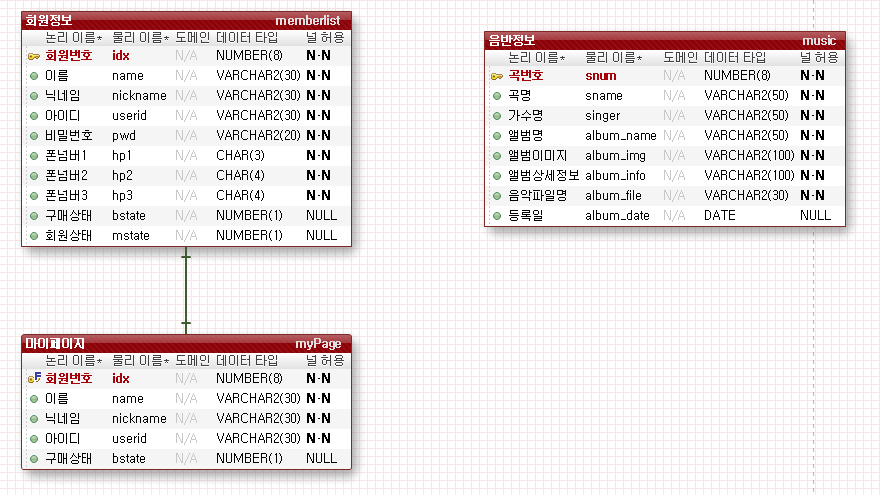 회원정보 memberlist
논리 이름* 물리 이름* 도메인 데이터 타입 널 허용
회원번호 idx N/A NUMBER(8) N·N
이름 name N/A VARCHAR2(30) N·N
닉네임 nickname N/A VARCHAR2(30) N·N
아이디 userid N/A VARCHAR2(30) N·N
비밀번호 pwd N/A VARCHAR2(20) N·N
폰넘버1 hp1 N/A CHAR(3) N·N
폰넘버2 hp2 N/A CHAR(4) N·N
폰넘버3 hp3 N/A CHAR(4) N·N
구매상태 bstate N/A NUMBER(1) NULL
회원상태 mstate N/A NUMBER(1) NULL
음반정보 music
논리 이름* 물리 이름* 도메인 데이터 타입 널 허용
곡번호 snum N/A NUMBER(8) N·N
곡명 sname N/A VARCHAR2(50) N·N
가수명 singer N/A VARCHAR2(50) N·N
앨범명 album_name N/A VARCHAR2(50) N·N
앨범이미지 album_img N/A VARCHAR2(100) N·N
앨범상세정보 album_info N/A VARCHAR2(100) N·N
음악파일명 album_file N/A VARCHAR2(30) N·N
등록일 album_date N/A DATE NULL
마이페이지 myPage
논리 이름* 물리 이름* 도메인 데이터 타입 널 허용
회원번호 idx N/A NUMBER(8) N·N
이름 name N/A VARCHAR2(30) N·N
닉네임 nickname N/A VARCHAR2(30) N·N
아이디 userid N/A VARCHAR2(30) N·N
구매상태 bstate N/A NUMBER(1) NULL